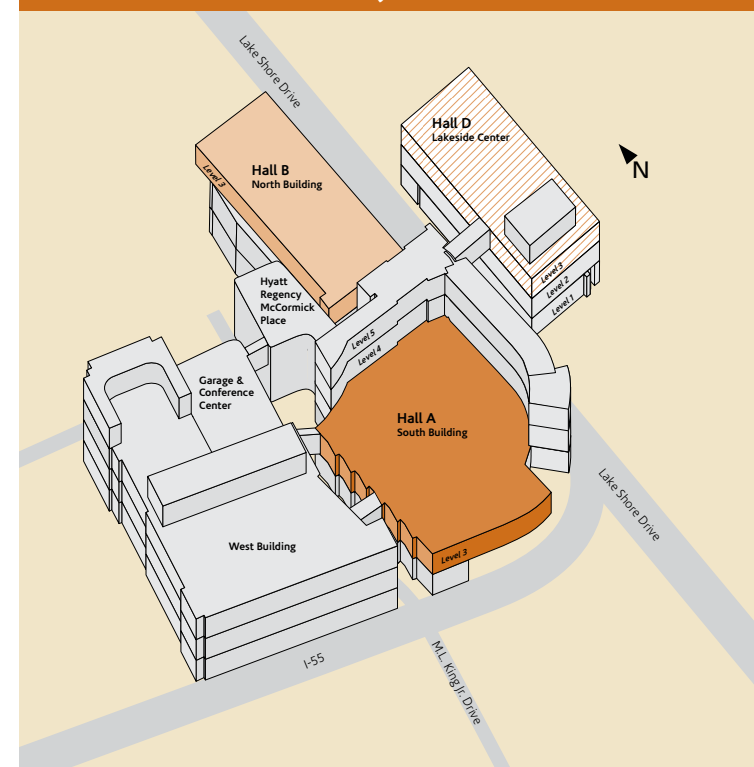 Lake Shore Drive
Hall D
Lakeside Center
N
Hall B
North Building
Level 3
Level 3
Level 2
Level 1
Hyatt
Regency
McCormick
Place
Level 5
Level 4
Garage &
Conference
Center
Hall A
South Building
Lake Shore Drive
West Building
Level 3
I-55
M.L. King Jr. Drive